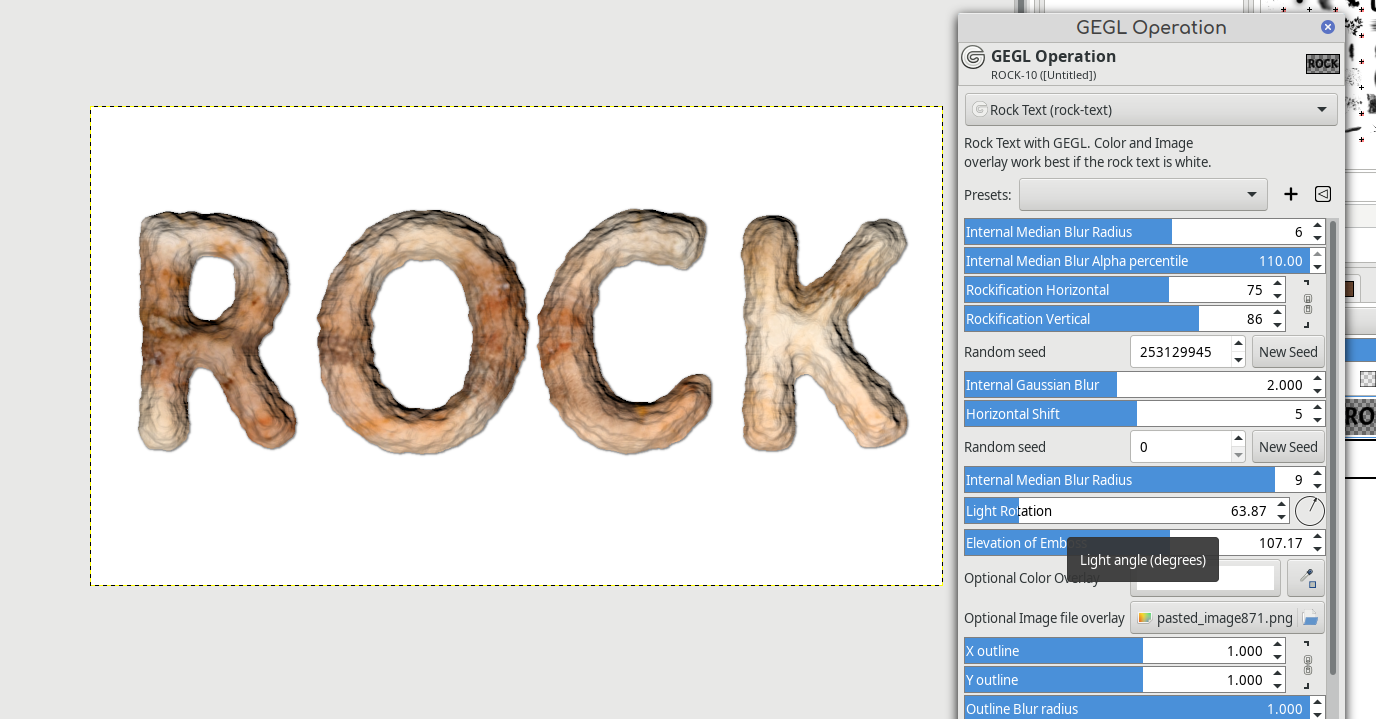 GEGL Operation
GEGL Operation
ROCK-10 ([Untitled])
ROCK
Rock Text (rock-text)
Rock Text with GEGL. Color and Image
overlay work best if the rock text is white.
Presets:
ROCK
Internal Median Blur Radius 6
Internal Median Blur Alpha percentile 110.00
Rockification Horizontal 75
Rockification Vertical 86
Random seed 253129945 New Seed
Internal Gaussian Blur 2.000
Horizontal Shift 5
RO
Random seed 0 New Seed
Internal Median Blur Radius 9
Light Rotation 63.87
Elevation of Emb 107.17
Light angle (degrees)
Optional Color Overlay
Optional Image file overlay pasted_image871.png
X outline 1.000
Y outline 1.000
Outline Blur radius 1.000